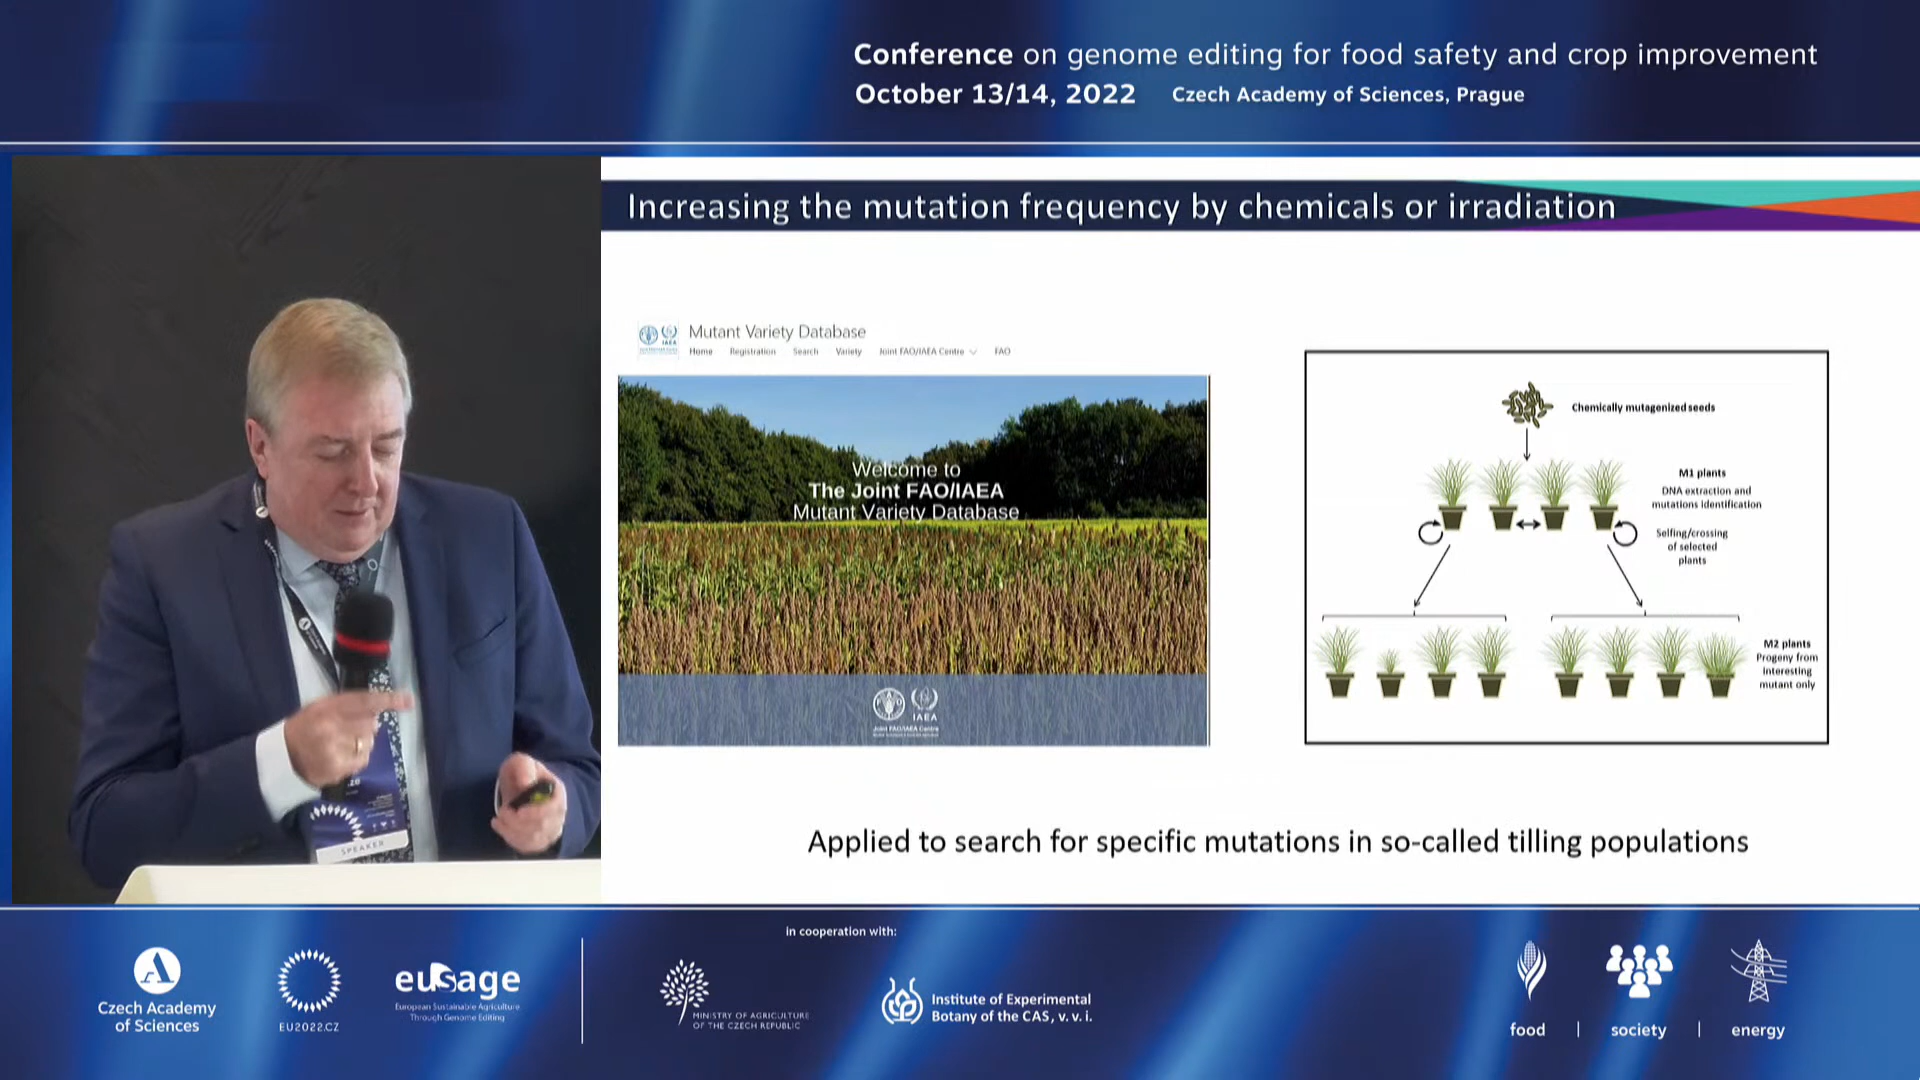 Conference on genome editing for food safety and crop improvement
October 13/14, 2022 Czech Academy of Sciences, Prague
Increasing the mutation frequency by chemicals or irradiation
Mutant Variety Database
Home Registration Search Variety Joint FAO/IAEA Centre FAO
Welcome to
The Joint FAO/IAEA
Mutant Variety Database
IAEA
Joint FAO/IAEA Centre
Chemically mutagenized seeds
M1 plants
DNA extraction and
mutations identification
Selfing/crossing
of selected
plants
M2 plants
Progeny from
interesting
mutant only
Applied to search for specific mutations in so-called tilling populations
SPEAKER
in cooperation with:
Czech Academy
of Sciences
EU2022.CZ
eusage
European Sustainable Agriculture
Through Genome Editing
MINISTRY OF AGRICULTURE
OF THE CZECH REPUBLIC
Institute of Experimental
Botany of the CAS, v. v. i.
food | society | energy